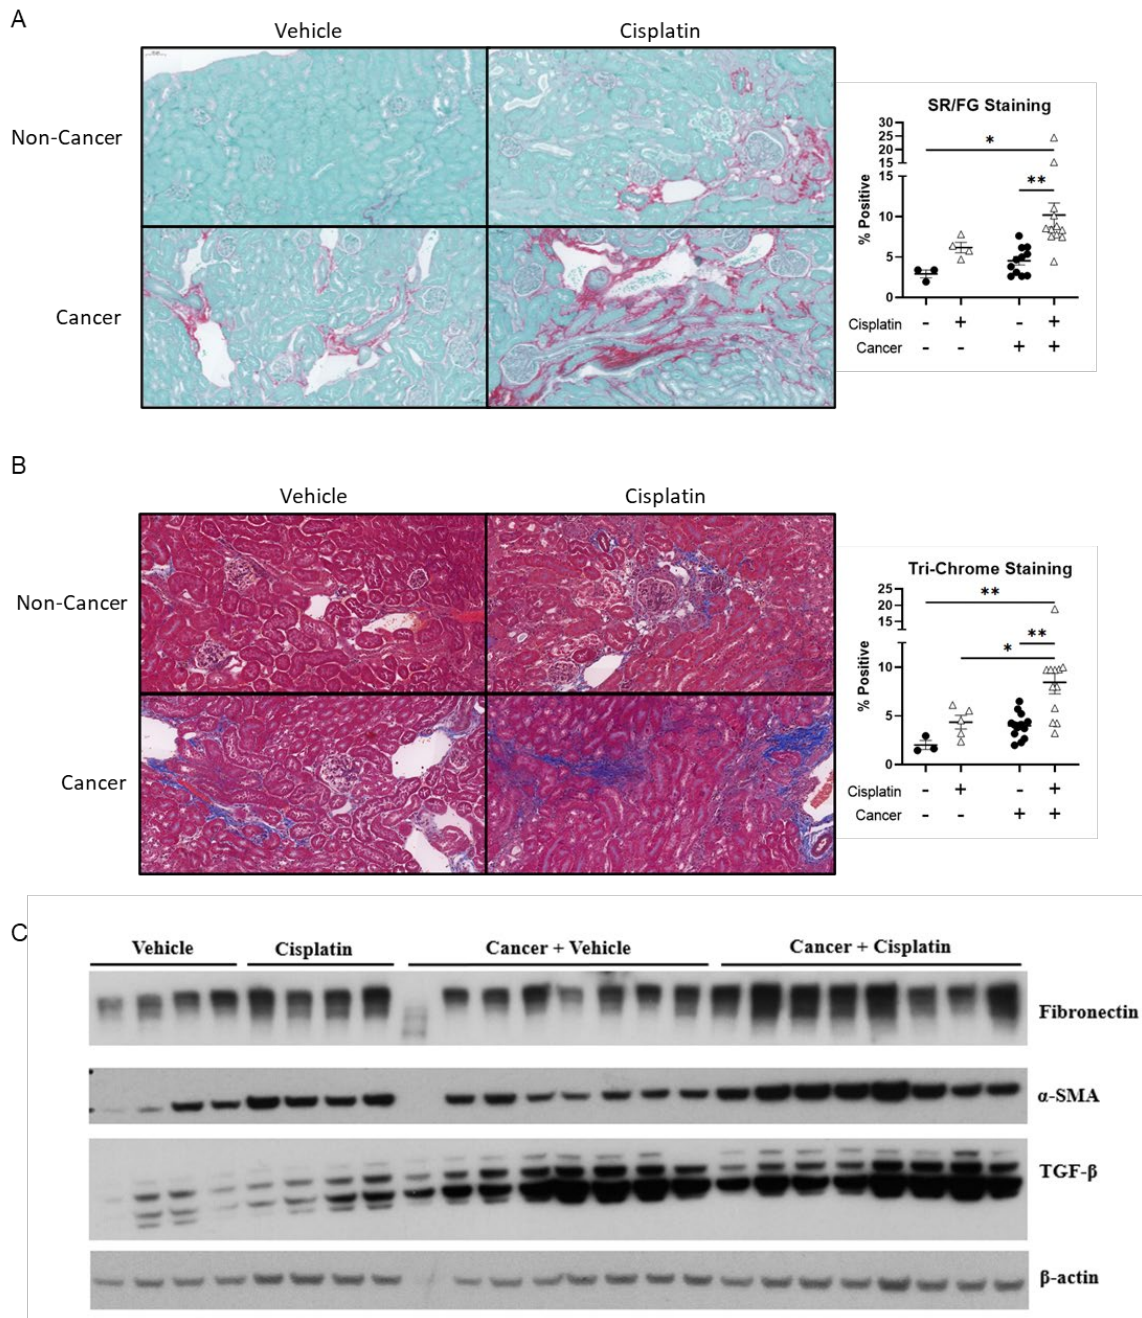 A
Vehicle
Cisplatin
Non-Cancer
Cancer
SR/FG Staining
% Positive
30
25
20
15
15
10
5
0
*
**
Cisplatin - + - +
Cancer - - + +
B
Vehicle
Cisplatin
Non-Cancer
Cancer
Tri-Chrome Staining
% Positive
25
20
15
10
5
0
**
**
*
Cisplatin - + - +
Cancer - - + +
C
Vehicle Cisplatin Cancer + Vehicle Cancer + Cisplatin
Fibronectin
α-SMA
TGF-β
β-actin